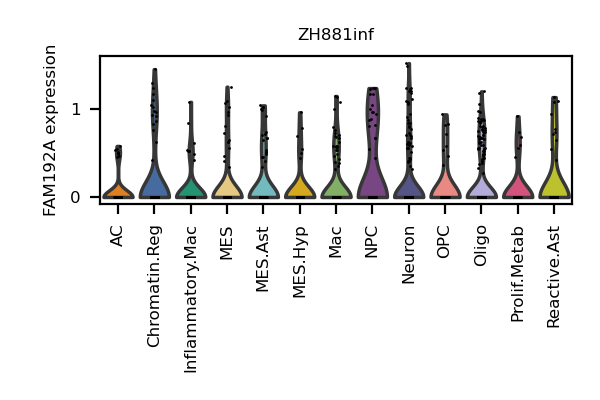 ZH881inf
FAM192A expression
1
0
AC
Chromatin.Reg
Inflammatory.Mac
MES
MES.Ast
MES.Hyp
Mac
NPC
Neuron
OPC
Oligo
Prolif.Metab
Reactive.Ast